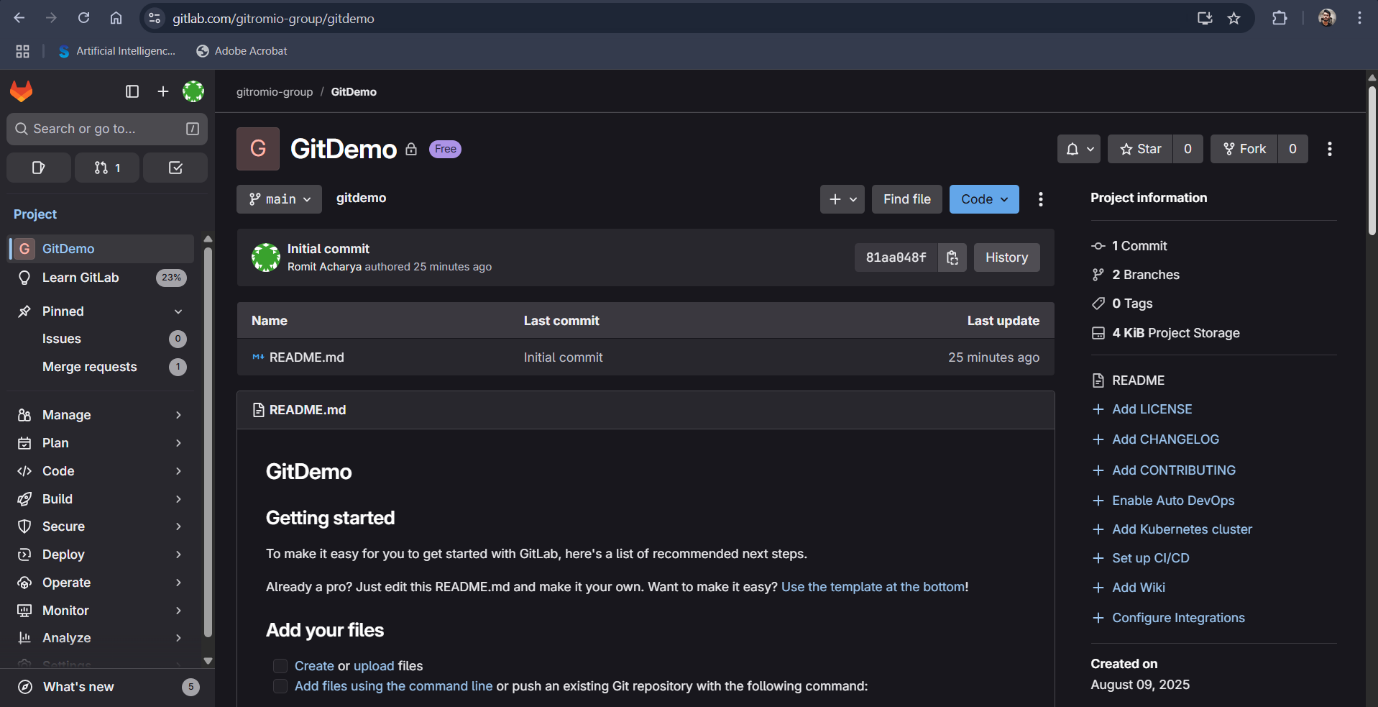 gitlab.com/gitromio-group/gitdemo
Artificial Intelligenc...
Adobe Acrobat
gitromio-group / GitDemo
Search or go to... /
1
Project
G GitDemo
Learn GitLab 23%
Pinned
Issues 0
Merge requests 1
Manage
Plan
Code
Build
Secure
Deploy
Operate
Monitor
Analyze
Settings
What's new 5
G GitDemo Free
Star 0 Fork 0
main gitdemo
Find file Code
Initial commit
Romit Acharya authored 25 minutes ago
81aa048f History
Name Last commit Last update
README.md Initial commit 25 minutes ago
README.md
GitDemo
Getting started
To make it easy for you to get started with GitLab, here's a list of recommended next steps.
Already a pro? Just edit this README.md and make it your own. Want to make it easy? Use the template at the bottom!
Add your files
Create or upload files
Add files using the command line or push an existing Git repository with the following command:
Project information
1 Commit
2 Branches
0 Tags
4 KiB Project Storage
README
Add LICENSE
Add CHANGELOG
Add CONTRIBUTING
Enable Auto DevOps
Add Kubernetes cluster
Set up CI/CD
Add Wiki
Configure Integrations
Created on
August 09, 2025